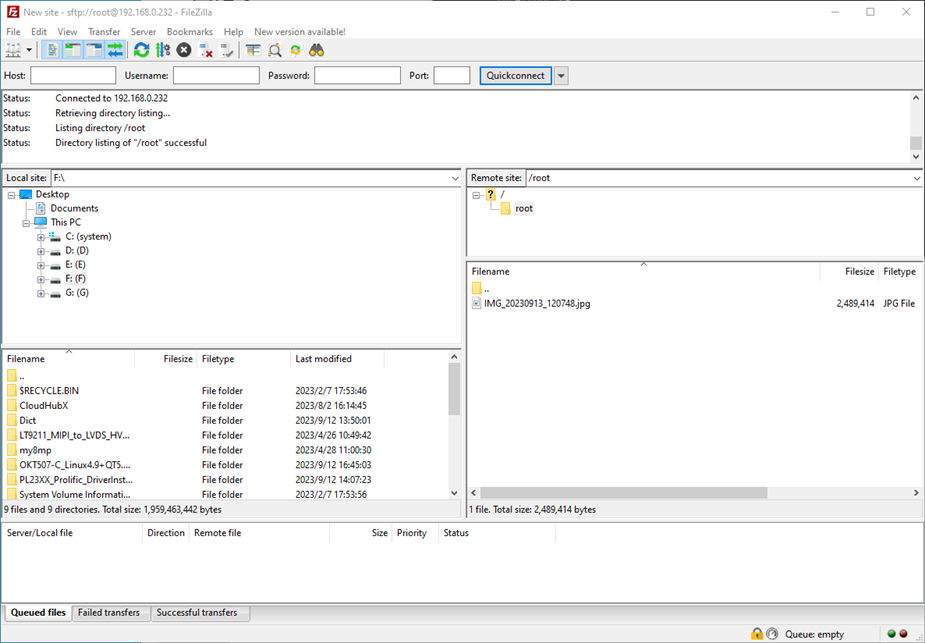 New site - sftp://root@192.168.0.232 - FileZilla
File Edit View Transfer Server Bookmarks Help New version available!
Host: Username: Password: Port: Quickconnect
Status: Connected to 192.168.0.232
Status: Retrieving directory listing...
Status: Listing directory /root
Status: Directory listing of "/root" successful
Local site: F:\
Desktop
Documents
This PC
C: (system)
D: (D)
E: (E)
F: (F)
G: (G)
Remote site: /root
? /
root
Filename Filesize Filetype Last modified
..
$RECYCLE.BIN File folder 2023/2/7 17:53:46
CloudHubX File folder 2023/8/2 16:14:45
Dict File folder 2023/9/12 13:50:01
LT9211_MIPI_to_LVDS_HV... File folder 2023/4/26 10:49:42
my8mp File folder 2023/4/28 11:00:30
OKT507-C_Linux4.9+QT5.... File folder 2023/9/12 16:45:03
PL23XX_Prolific_DriverInst... File folder 2023/9/12 14:07:23
System Volume Informati... File folder 2023/2/7 17:53:56
9 files and 9 directories. Total size: 1,959,463,442 bytes
Filename Filesize Filetype
..
IMG_20230913_120748.jpg 2,489,414 JPG File
1 file. Total size: 2,489,414 bytes
Server/Local file Direction Remote file Size Priority Status
Queued files Failed transfers Successful transfers
Queue: empty